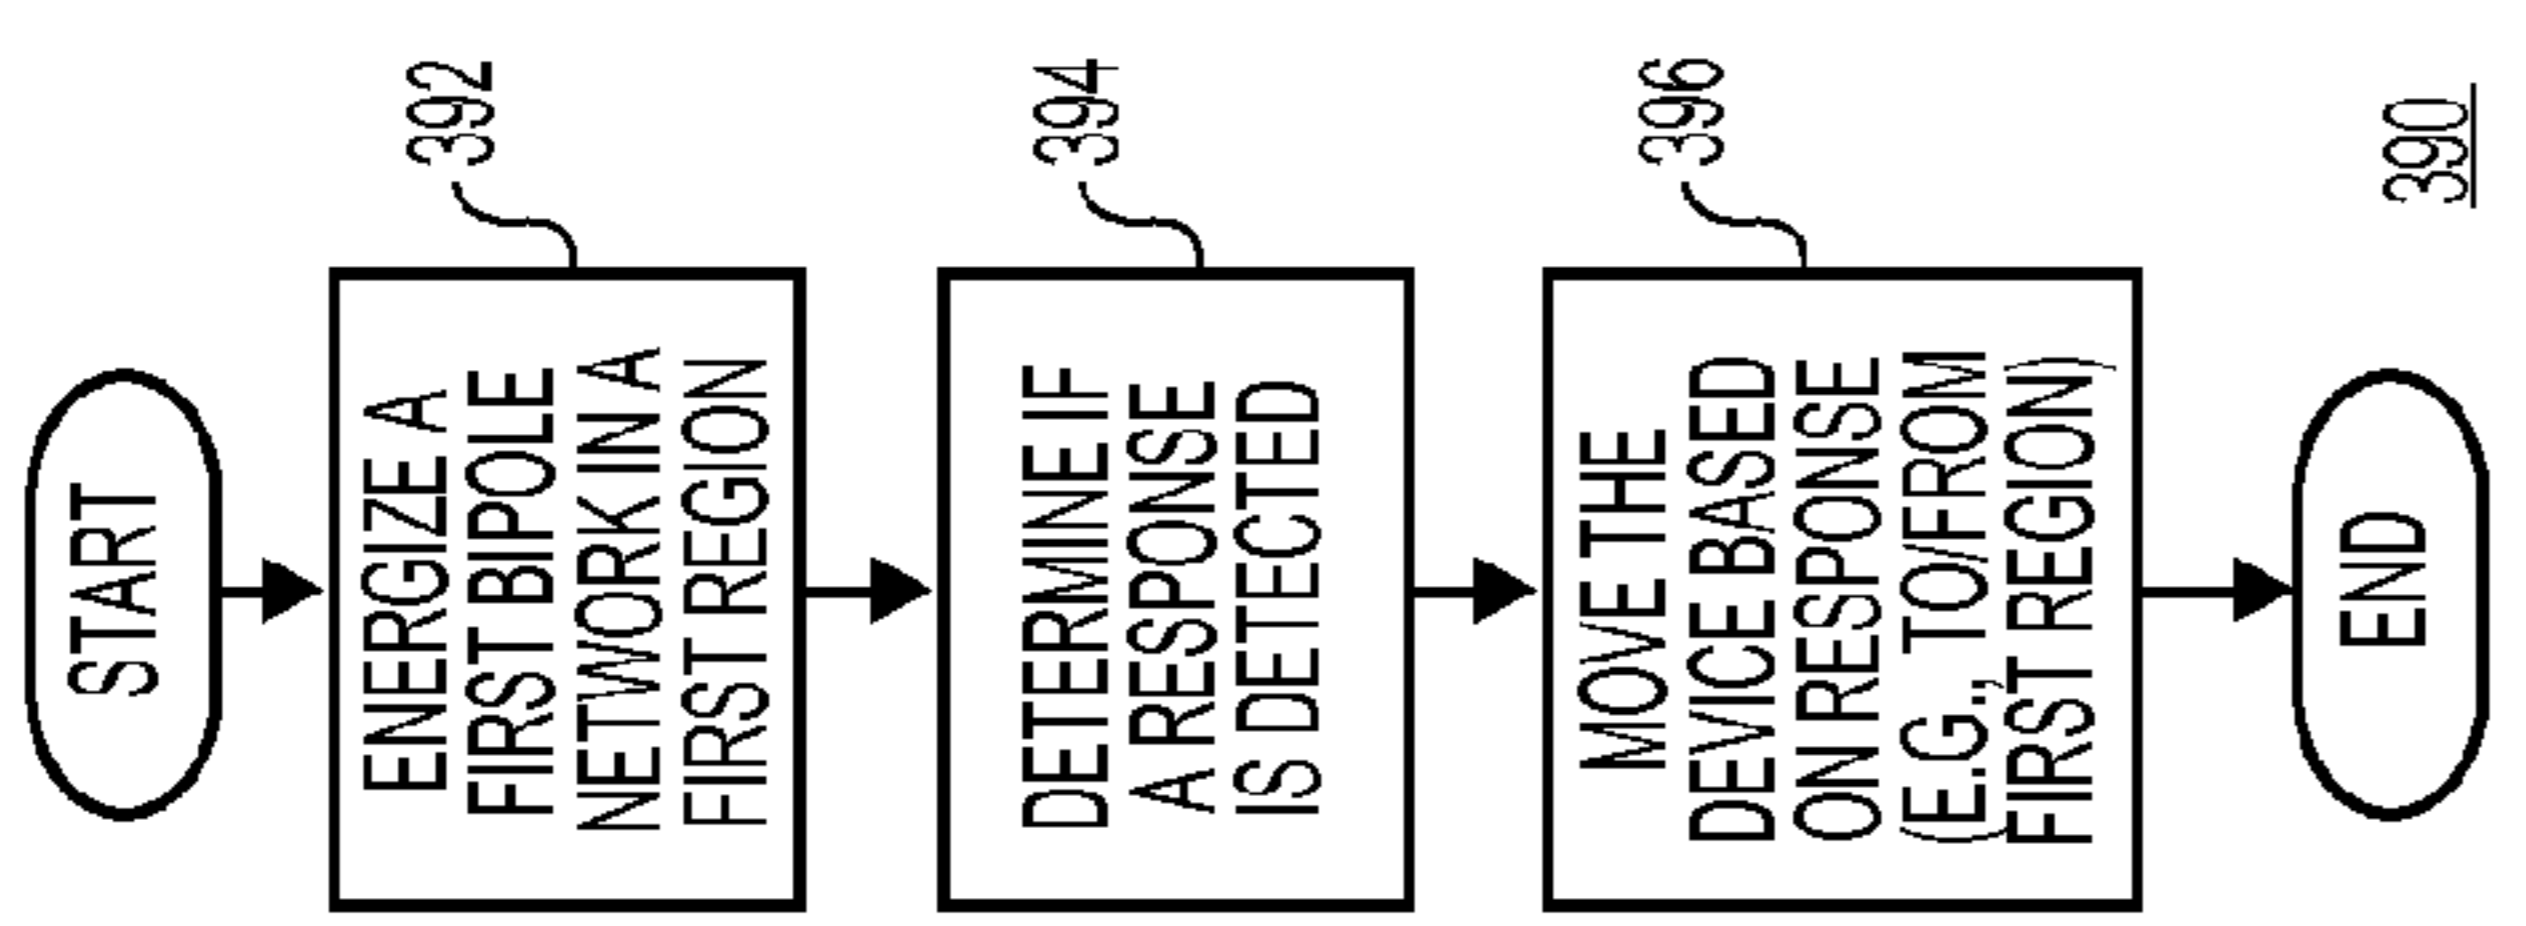 START
ENERGIZE A
FIRST BIPOLE
NETWORK IN A
FIRST REGION
392
DETERMINE IF
A RESPONSE
IS DETECTED
394
MOVE THE
DEVICE BASED
ON RESPONSE
(E.G., TO/FROM
FIRST REGION)
396
END
390